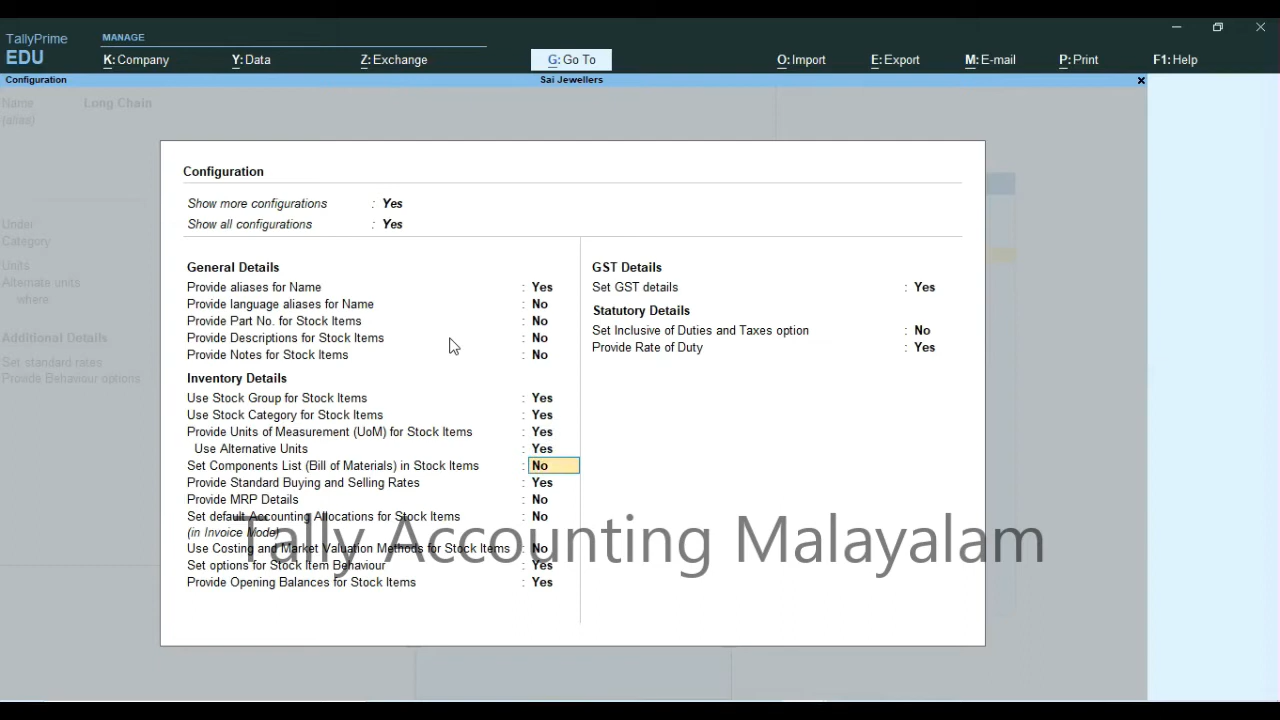 TallyPrime
EDU
MANAGE
K: Company
Y: Data
Z: Exchange
G: Go To
O: Import
E: Export
M: E-mail
P: Print
F1: Help
Configuration
Sai Jewellers
Name
Long Chain
(alias)
Under
Category
Units
Alternate units
where:
Additional Details
Set standard rates
Provide Behaviour options
Configuration
Show more configurations : Yes
Show all configurations : Yes
General Details
Provide aliases for Name : Yes
Provide language aliases for Name : No
Provide Part No. for Stock Items : No
Provide Descriptions for Stock Items : No
Provide Notes for Stock Items : No
Inventory Details
Use Stock Group for Stock Items : Yes
Use Stock Category for Stock Items : Yes
Provide Units of Measurement (UoM) for Stock Items : Yes
Use Alternative Units : Yes
Set Components List (Bill of Materials) in Stock Items : No
Provide Standard Buying and Selling Rates : Yes
Provide MRP Details : No
Set default Accounting Allocations for Stock Items : No
(in Invoice Mode)
Use Costing and Market Valuation Methods for Stock Items : No
Set options for Stock Item Behaviour : Yes
Provide Opening Balances for Stock Items : Yes
GST Details
Set GST details : Yes
Statutory Details
Set Inclusive of Duties and Taxes option : No
Provide Rate of Duty : Yes
Tally Accounting Malayalam